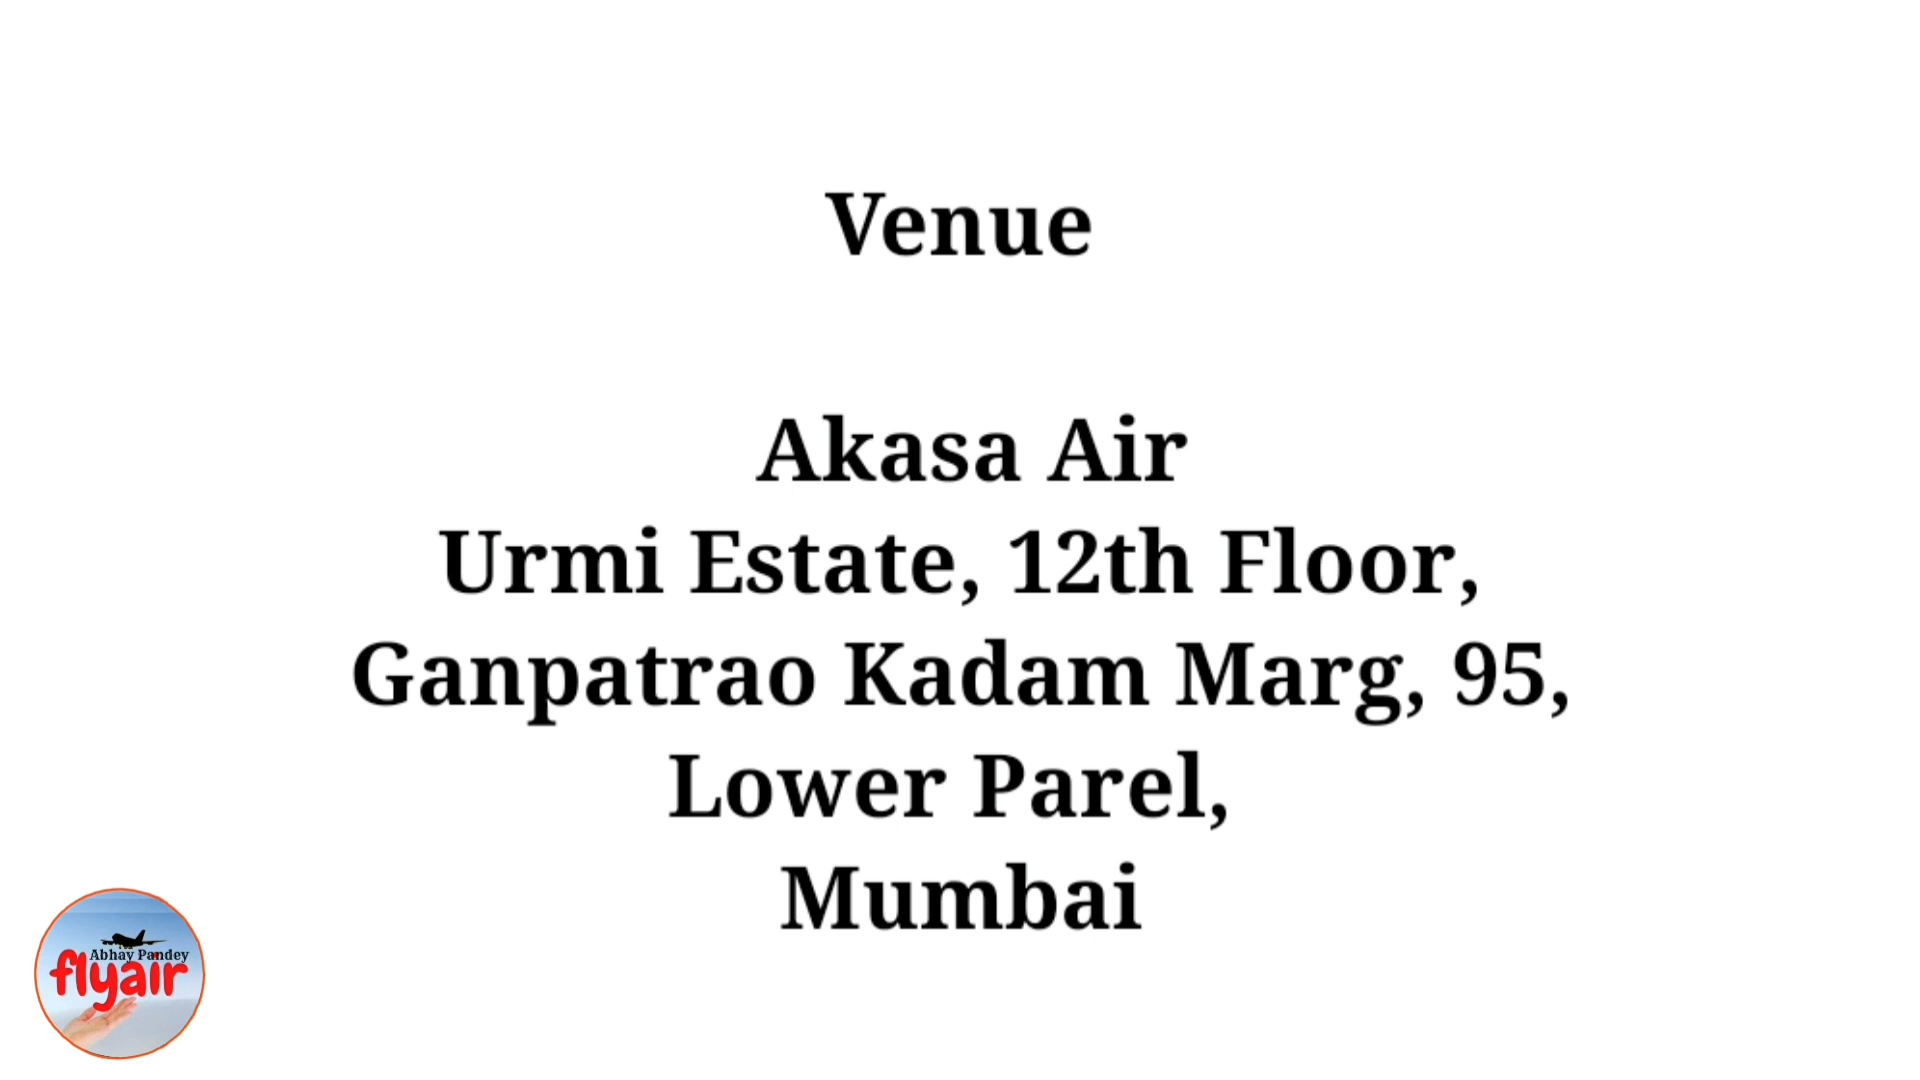 Venue
Akasa Air
Urmi Estate, 12th Floor,
Ganpatrao Kadam Marg, 95,
Lower Parel,
Mumbai
Abhay Pandey
flyair